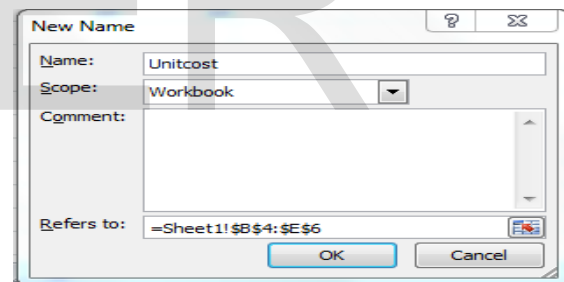 New Name
Name: Unitcost
Scope: Workbook
Comment:
Refers to: =Sheet1!$B$4:$E$6
OK Cancel